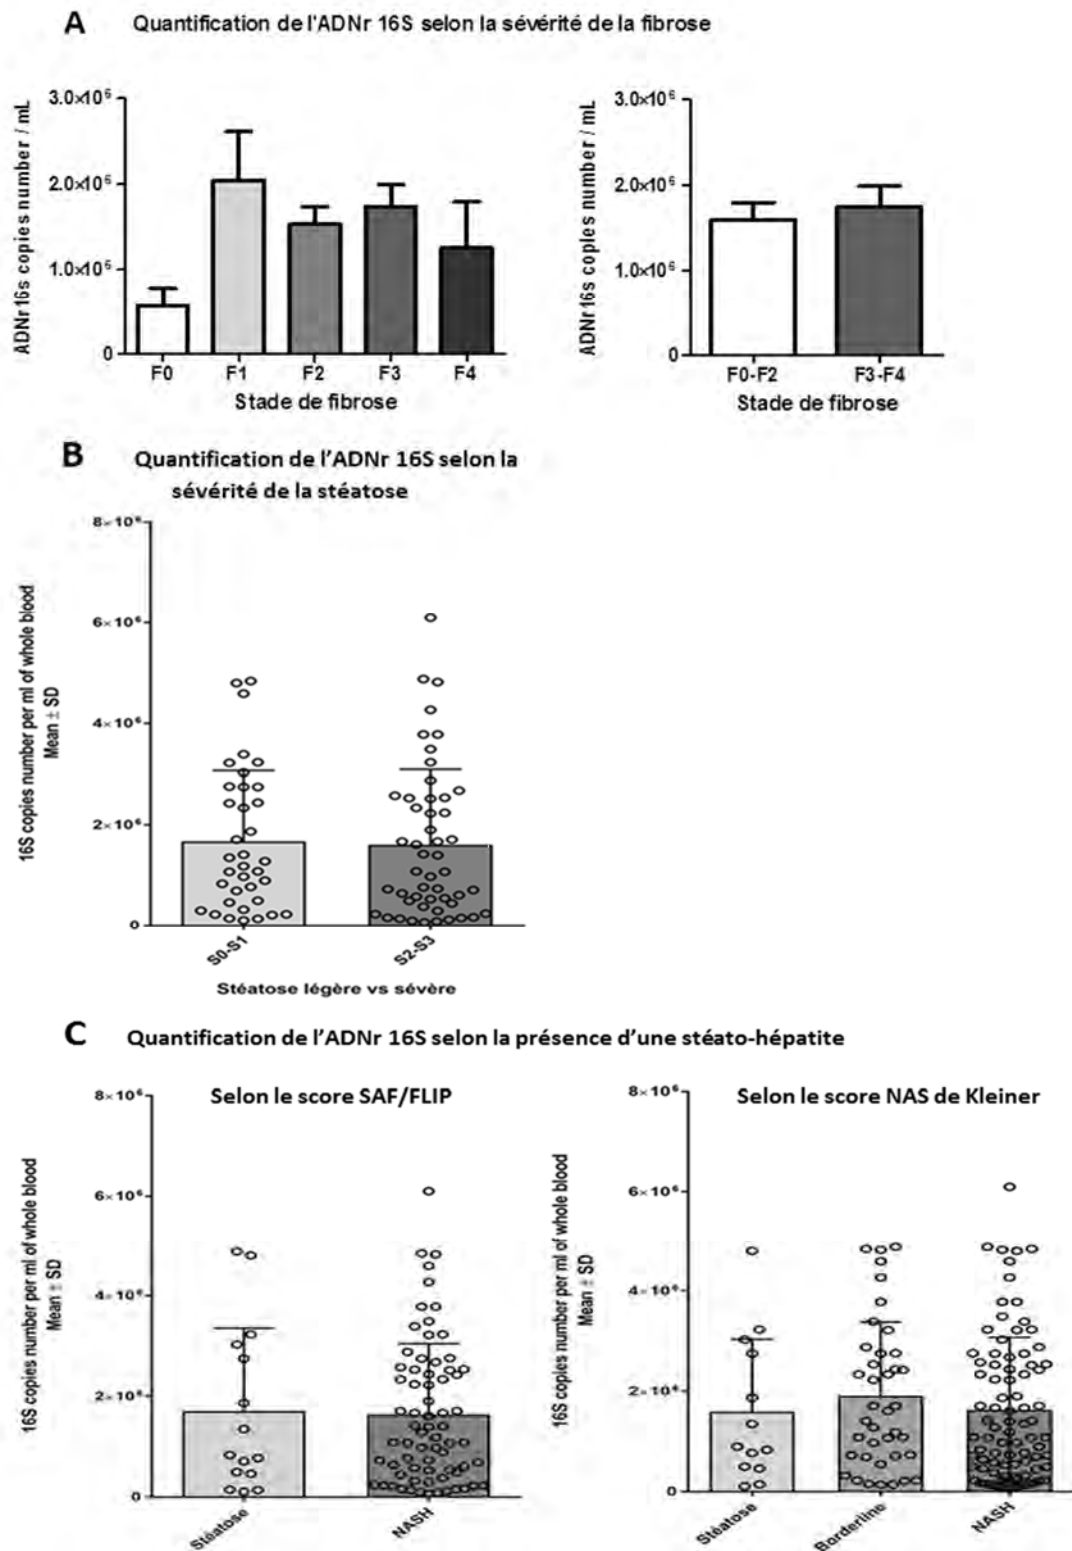 A Quantification de l'ADNr 16S selon la sévérité de la fibrose
ADNr16s copies number / mL
3.0×10⁶
2.0×10⁶
1.0×10⁶
0
F0 F1 F2 F3 F4
Stade de fibrose
ADNr16s copies number / mL
3.0×10⁶
2.0×10⁶
1.0×10⁶
0
F0-F2 F3-F4
Stade de fibrose
B Quantification de l'ADNr 16S selon la
sévérité de la stéatose
16S copies number per ml of whole blood
Mean ± SD
8×10⁶
6×10⁶
4×10⁶
2×10⁶
0
S0-S1 S2-S3
Stéatose légère vs sévère
C Quantification de l'ADNr 16S selon la présence d'une stéato-hépatite
Selon le score SAF/FLIP
16S copies number per ml of whole blood
Mean ± SD
8×10⁶
6×10⁶
4×10⁶
2×10⁶
0
Stéatose NASH
Selon le score NAS de Kleiner
16S copies number per ml of whole blood
Mean ± SD
8×10⁶
6×10⁶
4×10⁶
2×10⁶
0
Stéatose Borderline NASH